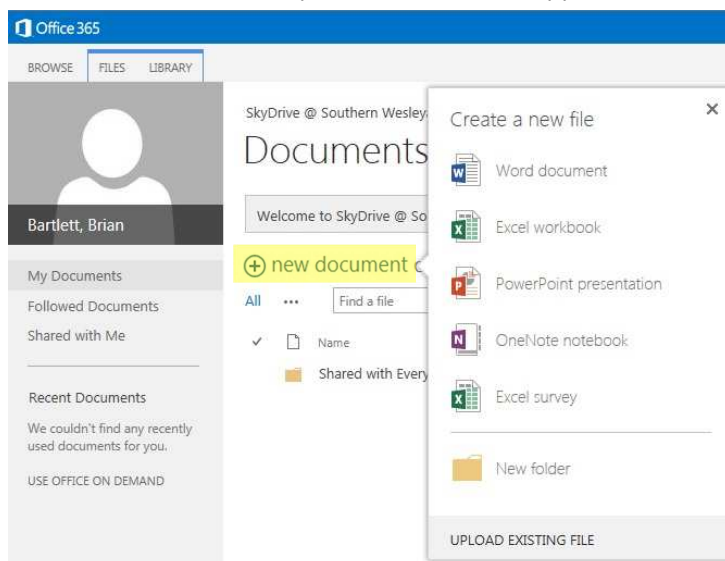 Office 365
BROWSE FILES LIBRARY
SkyDrive @ Southern Wesley
Documents
Welcome to SkyDrive @ So
new document
All ••• Find a file
Name
Shared with Every
Bartlett, Brian
My Documents
Followed Documents
Shared with Me
Recent Documents
We couldn't find any recently
used documents for you.
USE OFFICE ON DEMAND
Create a new file
Word document
Excel workbook
PowerPoint presentation
OneNote notebook
Excel survey
New folder
UPLOAD EXISTING FILE